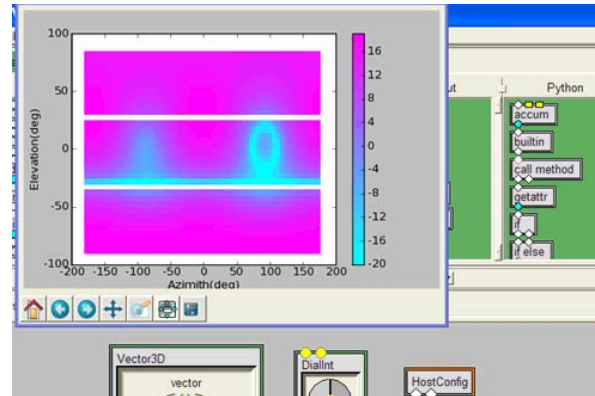 100
50
0
-50
-100
Elevation(deg)
-200 -150 -100 -50 0 50 100 150 200
Azimith(deg)
16
12
8
4
0
-4
-8
-12
-16
-20
ut
Python
accum
builtin
call method
getattr
if
if else
Vector3D
vector
DialInt
HostConfig